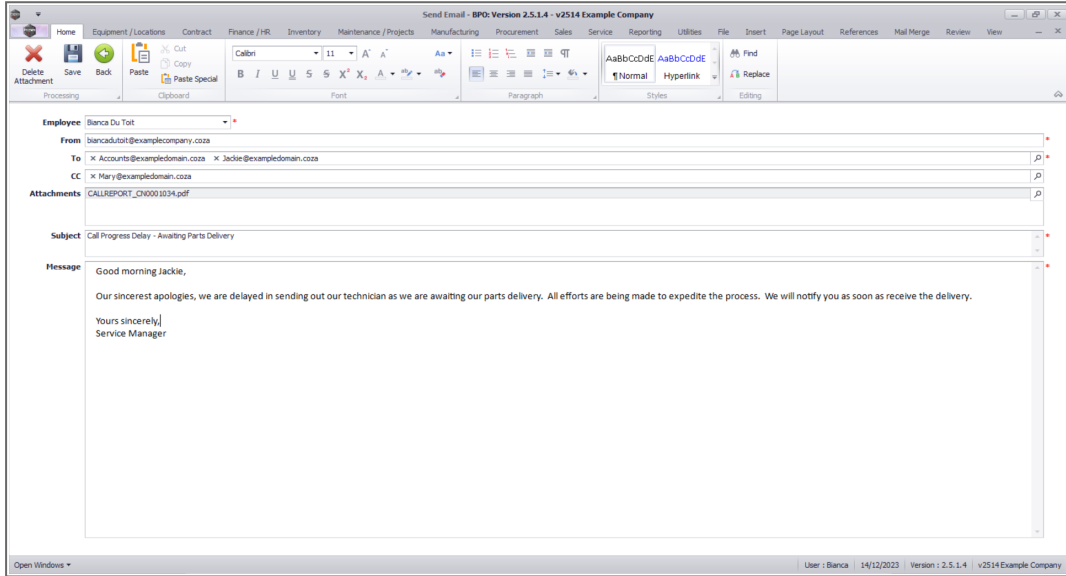 Send Email - BPO: Version 2.5.1.4 - v2514 Example Company
Home Equipment / Locations Contract Finance / HR Inventory Maintenance / Projects Manufacturing Procurement Sales Service Reporting Utilities File Insert Page Layout References Mail Merge Review View
Delete Attachment
Save
Back
Paste
Cut
Copy
Paste Special
Calibri 11
AaBbCcDdE AaBbCcDdE
¶ Normal Hyperlink
Find
Replace
Processing Clipboard Font Paragraph Styles Editing
Employee Bianca Du Toit *
From biancadutoit@examplecompany.coza *
To × Accounts@exampledomain.coza × Jackie@exampledomain.coza *
CC × Mary@exampledomain.coza
Attachments CALLREPORT_CN0001034.pdf
Subject Call Progress Delay - Awaiting Parts Delivery *
Message *
Good morning Jackie,
Our sincerest apologies, we are delayed in sending out our technician as we are awaiting our parts delivery. All efforts are being made to expedite the process. We will notify you as soon as receive the delivery.
Yours sincerely,
Service Manager
Open Windows User : Bianca 14/12/2023 Version : 2.5.1.4 v2514 Example Company